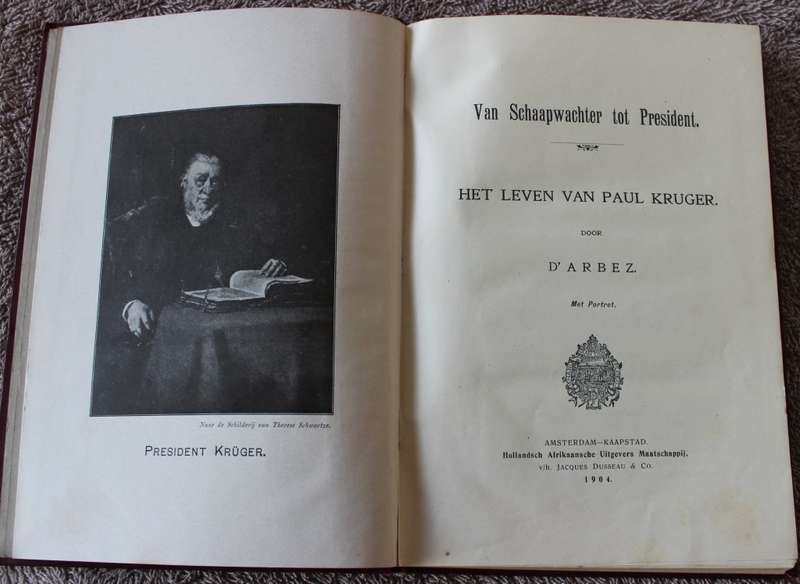 Naar de Schilderij van Therese Schwartze.
PRESIDENT KRÜGER.
Van Schaapwachter tot President.
HET LEVEN VAN PAUL KRUGER.
DOOR
D'ARBEZ.
Met Portret.
AMSTERDAM—KAAPSTAD.
Hollandsch Afrikaansche Uitgevers Maatschappij.
v/h. JACQUES DUSSEAU & CO.
1904.